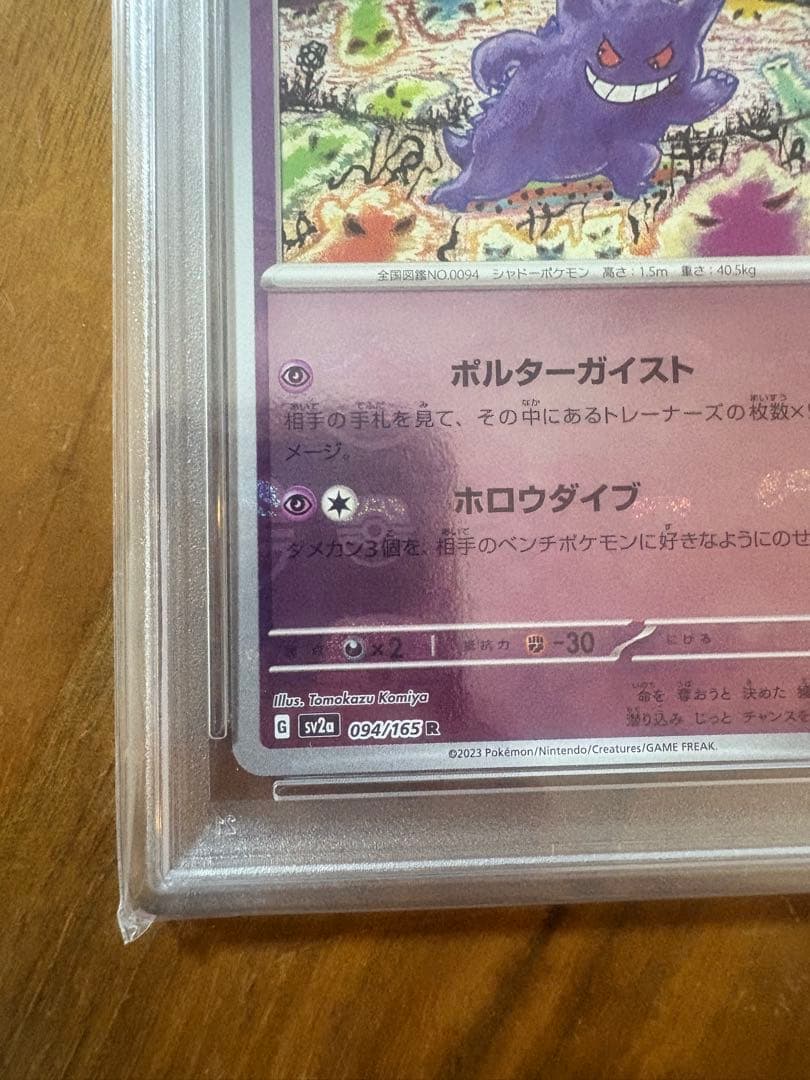 全国図鑑NO.0094 シャドーポケモン 高さ:1.5m 重さ:40.5kg
ポルターガイスト
相手の手札を見て、その中にあるトレーナーズの枚数×
メージ。
ホロウダイブ
ダメカン3個を、相手のベンチポケモンに好きなようにのせ
弱点 ×2 抵抗力 -30 にげる
Illus. Tomokazu Komiya
命を奪おうと決めた
潜り込み じっと チャンスを
G sv2a 094/165 R
©2023 Pokémon/Nintendo/Creatures/GAME FREAK.